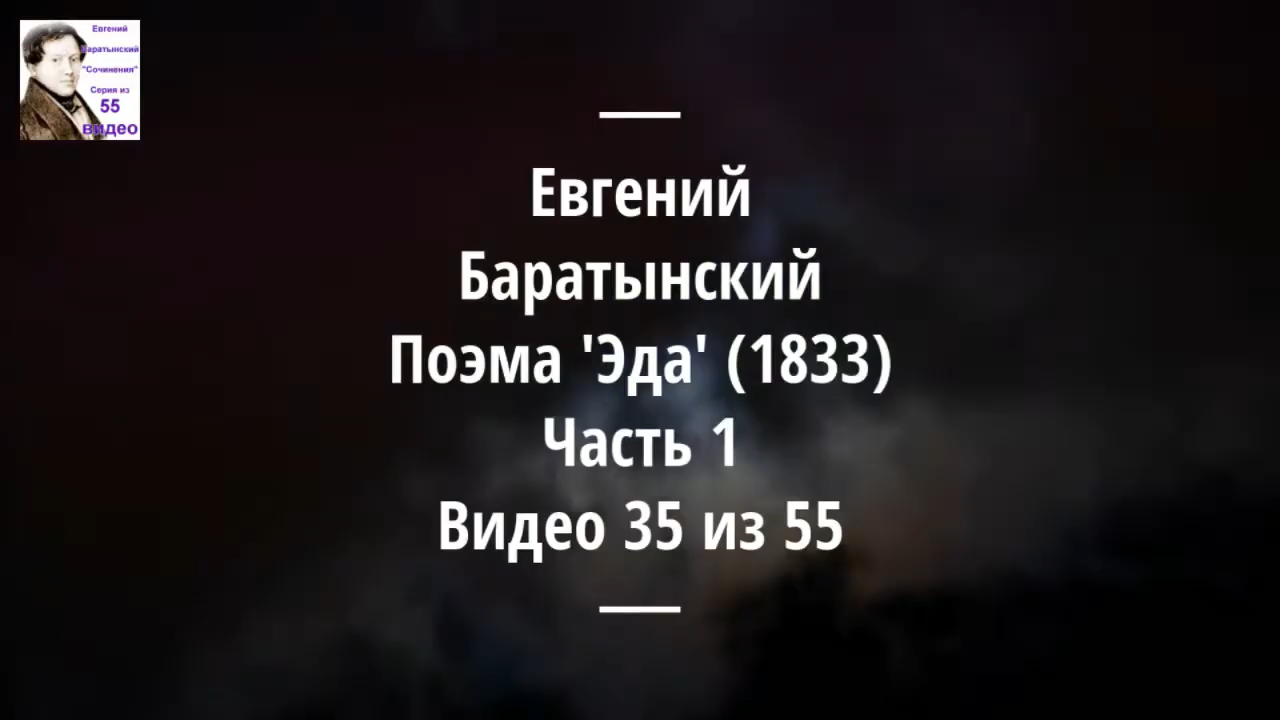 Евгений
Баратынский
"Сочинения"
Серия из
55
видео
Евгений
Баратынский
Поэма 'Эда' (1833)
Часть 1
Видео 35 из 55